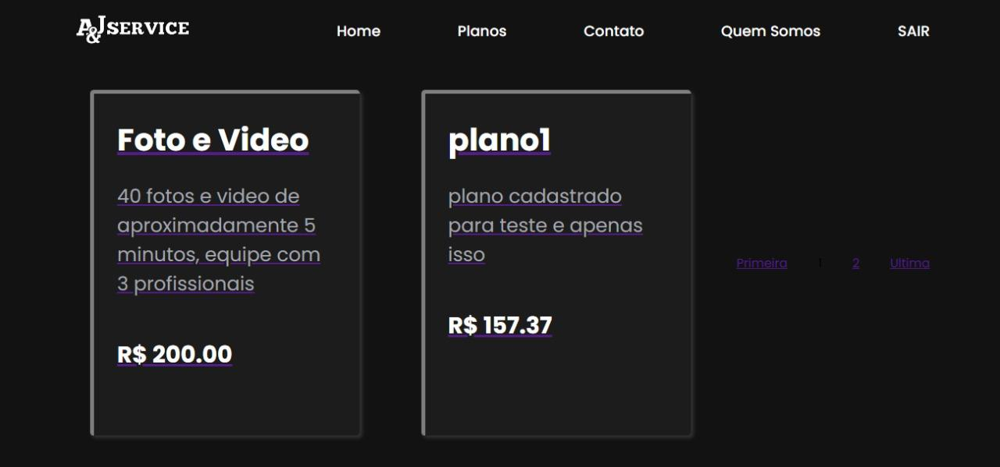 A&J SERVICE
Home Planos Contato Quem Somos SAIR
Foto e Video
40 fotos e video de
aproximadamente 5
minutos, equipe com
3 profissionais
R$ 200.00
plano1
plano cadastrado
para teste e apenas
isso
R$ 157.37
Primeira 1 2 Ultima